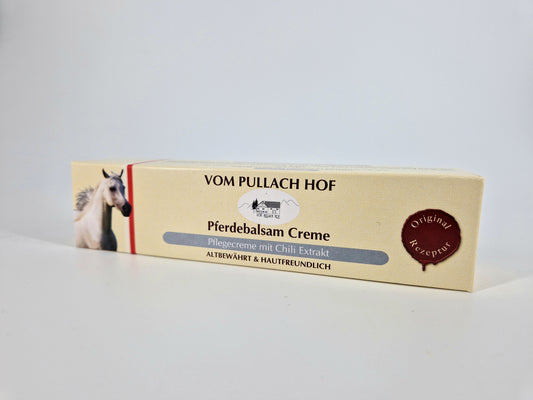 VOM PULLACH HOF
Pferdebalsam Creme
Pflegecreme mit Chili Extrakt
ALTBEWÄHRT & HAUTFREUNDLICH
Original
Rezeptur